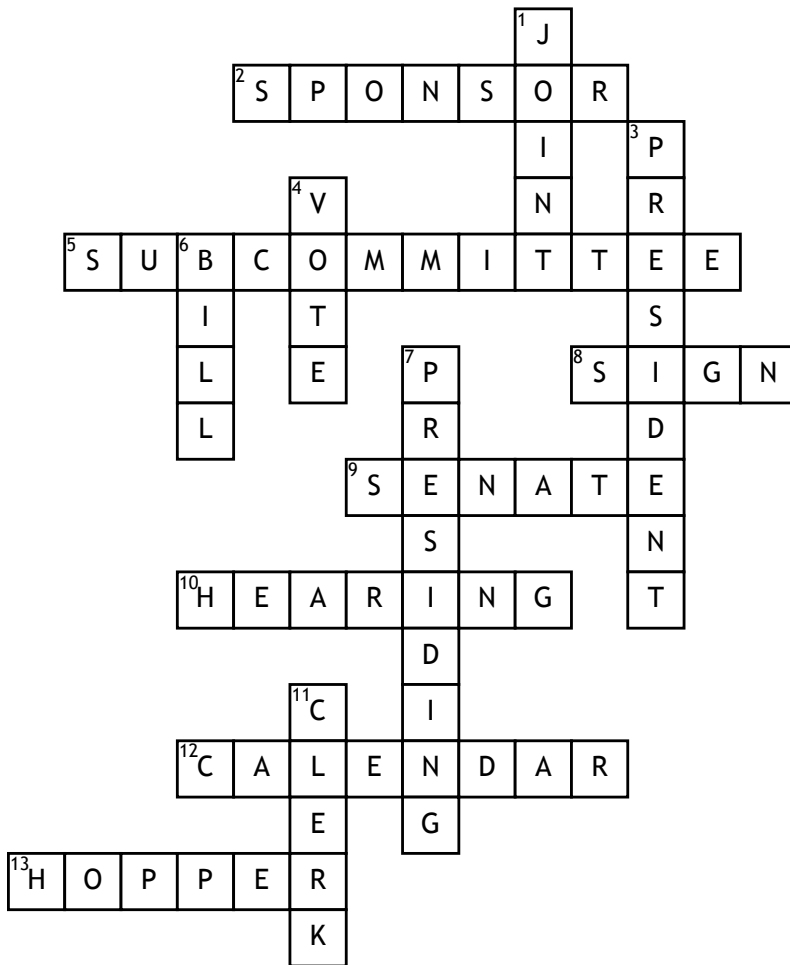 1 J
2 S P O N S O R
I 3 P
4 V N R
5 S U 6 B C O M M I T T E E
I T S
L E 7 P 8 S I G N
L R D
9 S E N A T E
S N
10 H E A R I N G T
D
11 C I
12 C A L E N D A R
E G
13 H O P P E R
K